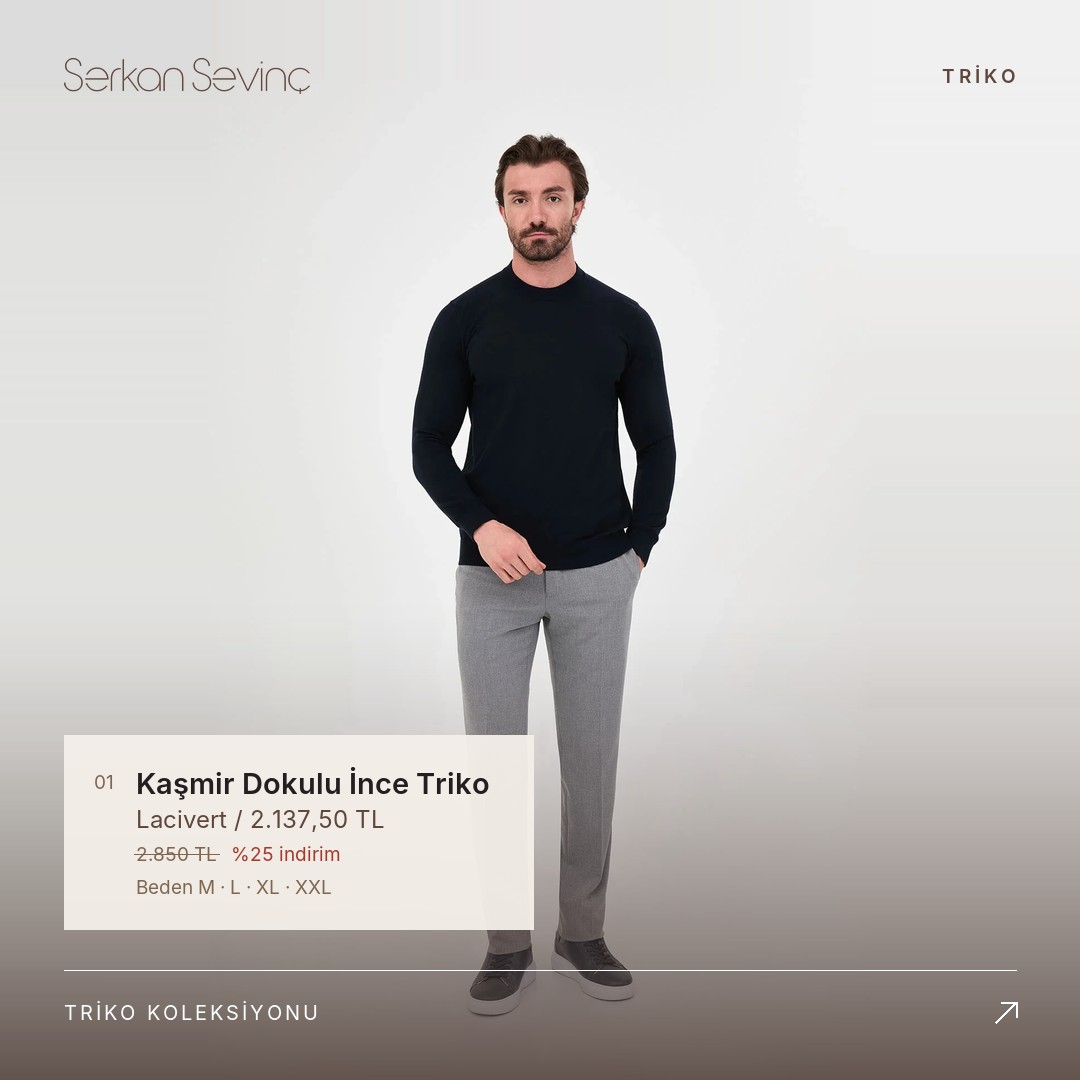 Serkan Sevinç
TRİKO
01
Kaşmir Dokulu İnce Triko
Lacivert / 2.137,50 TL
2.850 TL %25 indirim
Beden M · L · XL · XXL
TRİKO KOLEKSİYONU